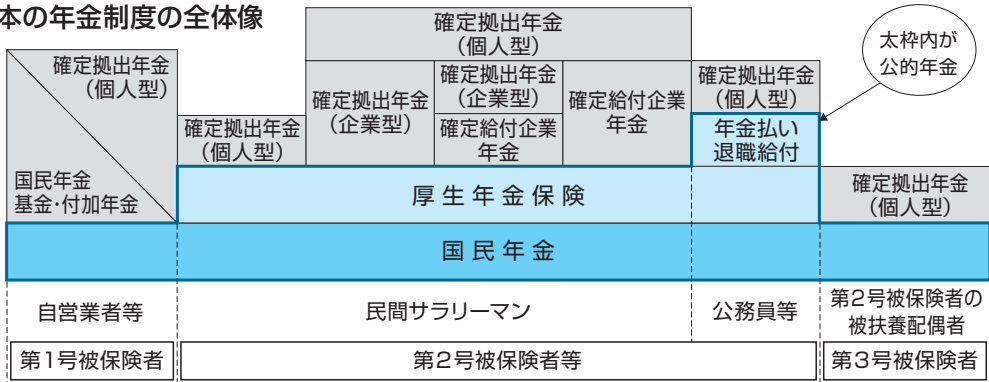 本の年金制度の全体像
確定拠出年金
(個人型)
太枠内が
公的年金
確定拠出年金
(個人型)
国民年金
基金・付加年金
確定拠出年金
(個人型)
確定拠出年金
(企業型)
確定拠出年金
(企業型)
確定給付企業
年金
確定給付企業
年金
確定拠出年金
(個人型)
年金払い
退職給付
厚生年金保険
確定拠出年金
(個人型)
国民年金
自営業者等
民間サラリーマン
公務員等
第2号被保険者の
被扶養配偶者
第1号被保険者
第2号被保険者等
第3号被保険者